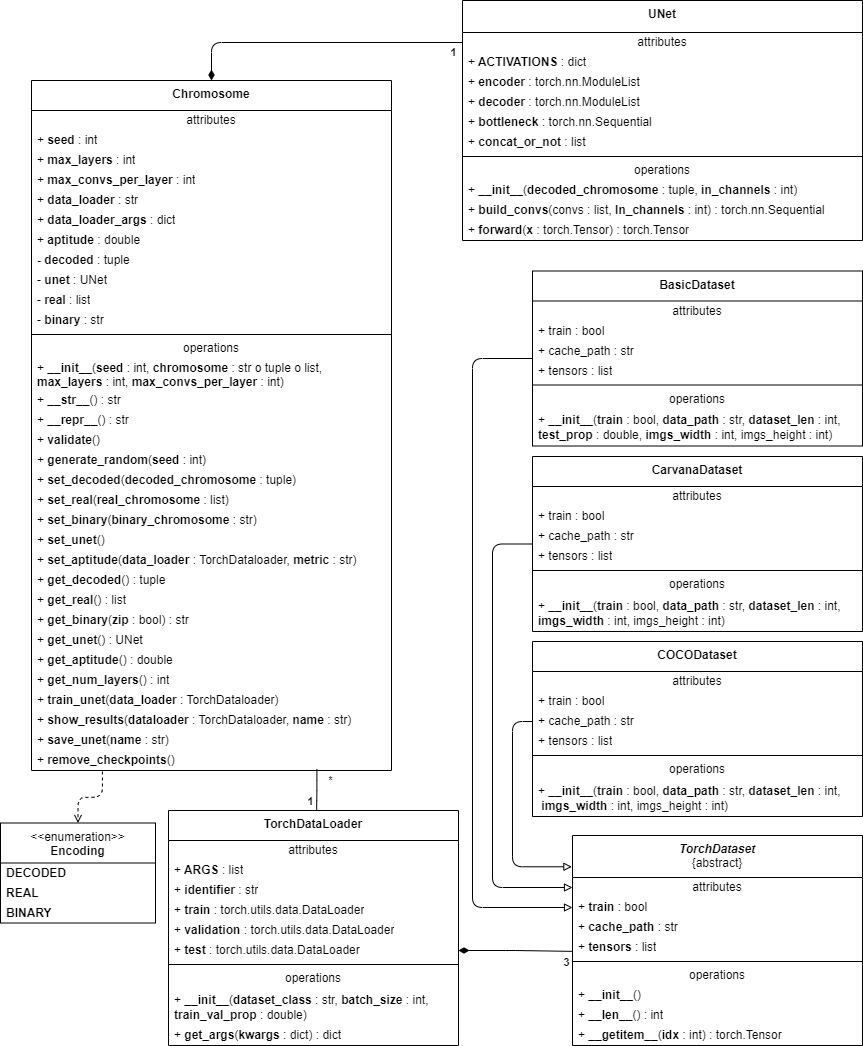 UNet
attributes
+ ACTIVATIONS : dict
+ encoder : torch.nn.ModuleList
+ decoder : torch.nn.ModuleList
+ bottleneck : torch.nn.Sequential
+ concat_or_not : list
operations
+ __init__(decoded_chromosome : tuple, in_channels : int)
+ build_convs(convs : list, In_channels : int) : torch.nn.Sequential
+ forward(x : torch.Tensor) : torch.Tensor
1
Chromosome
attributes
+ seed : int
+ max_layers : int
+ max_convs_per_layer : int
+ data_loader : str
+ data_loader_args : dict
+ aptitude : double
- decoded : tuple
- unet : UNet
- real : list
- binary : str
operations
+ __init__(seed : int, chromosome : str o tuple o list,
max_layers : int, max_convs_per_layer : int)
+ __str__() : str
+ __repr__() : str
+ validate()
+ generate_random(seed : int)
+ set_decoded(decoded_chromosome : tuple)
+ set_real(real_chromosome : list)
+ set_binary(binary_chromosome : str)
+ set_unet()
+ set_aptitude(data_loader : TorchDataloader, metric : str)
+ get_decoded() : tuple
+ get_real() : list
+ get_binary(zip : bool) : str
+ get_unet() : UNet
+ get_aptitude() : double
+ get_num_layers() : int
+ train_unet(data_loader : TorchDataloader)
+ show_results(dataloader : TorchDataloader, name : str)
+ save_unet(name : str)
+ remove_checkpoints()
BasicDataset
attributes
+ train : bool
+ cache_path : str
+ tensors : list
operations
+ __init__(train : bool, data_path : str, dataset_len : int,
test_prop : double, imgs_width : int, imgs_height : int)
CarvanaDataset
attributes
+ train : bool
+ cache_path : str
+ tensors : list
operations
+ __init__(train : bool, data_path : str, dataset_len : int,
imgs_width : int, imgs_height : int)
COCODataset
attributes
+ train : bool
+ cache_path : str
+ tensors : list
operations
+ __init__(train : bool, data_path : str, dataset_len : int,
imgs_width : int, imgs_height : int)
*
1
<<enumeration>>
Encoding
DECODED
REAL
BINARY
TorchDataLoader
attributes
+ ARGS : list
+ identifier : str
+ train : torch.utils.data.DataLoader
+ validation : torch.utils.data.DataLoader
+ test : torch.utils.data.DataLoader
operations
+ __init__(dataset_class : str, batch_size : int,
train_val_prop : double)
+ get_args(kwargs : dict) : dict
3
TorchDataset
{abstract}
attributes
+ train : bool
+ cache_path : str
+ tensors : list
operations
+ __init__()
+ __len__() : int
+ __getitem__(idx : int) : torch.Tensor